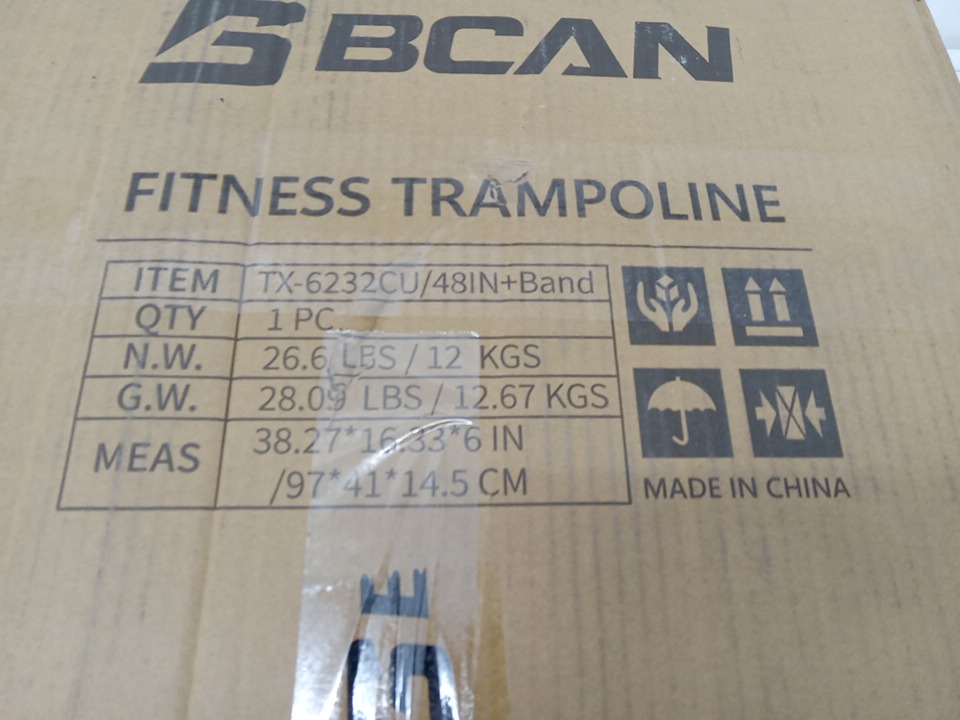 BCAN
FITNESS TRAMPOLINE
ITEM TX-6232CU/48IN+Band
QTY 1 PC
N.W. 26.6 LBS / 12 KGS
G.W. 28.09 LBS / 12.67 KGS
MEAS 38.27*16.33*6 IN
/97*41*14.5 CM
MADE IN CHINA